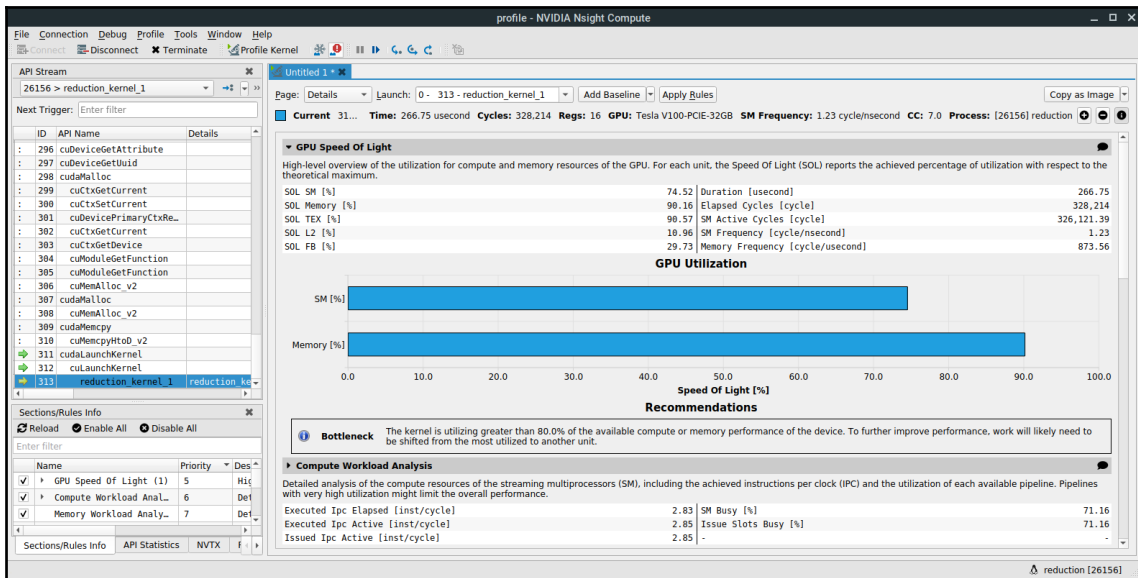 profile - NVIDIA Nsight Compute
File Connection Debug Profile Tools Window Help
Connect Disconnect Terminate Profile Kernel
API Stream
26156 > reduction_kernel_1
Next Trigger: Enter filter
ID API Name Details
296 cuDeviceGetAttribute
297 cuDeviceGetUuid
298 cudaMalloc
299 cuCtxGetCurrent
300 cuCtxSetCurrent
301 cuDevicePrimaryCtxRe…
302 cuCtxGetCurrent
303 cuCtxGetDevice
304 cuModuleGetFunction
305 cuModuleGetFunction
306 cuMemAlloc_v2
307 cudaMalloc
308 cuMemAlloc_v2
309 cudaMemcpy
310 cuMemcpyHtoD_v2
311 cudaLaunchKernel
312 cuLaunchKernel
313 reduction_kernel_1 reduction_ke
Sections/Rules Info
Reload Enable All Disable All
Enter filter
Name Priority Des
GPU Speed Of Light (1) 5 Hig
Compute Workload Anal… 6 Det
Memory Workload Analy… 7 Det
Sections/Rules Info API Statistics NVTX
Untitled 1 *
Page: Details Launch: 0 - 313 - reduction_kernel_1 Add Baseline Apply Rules Copy as Image
Current 31... Time: 266.75 usecond Cycles: 328,214 Regs: 16 GPU: Tesla V100-PCIE-32GB SM Frequency: 1.23 cycle/nsecond CC: 7.0 Process: [26156] reduction
GPU Speed Of Light
High-level overview of the utilization for compute and memory resources of the GPU. For each unit, the Speed Of Light (SOL) reports the achieved percentage of utilization with respect to the
theoretical maximum.
SOL SM [%] 74.52 Duration [usecond] 266.75
SOL Memory [%] 90.16 Elapsed Cycles [cycle] 328,214
SOL TEX [%] 90.57 SM Active Cycles [cycle] 326,121.39
SOL L2 [%] 10.96 SM Frequency [cycle/nsecond] 1.23
SOL FB [%] 29.73 Memory Frequency [cycle/usecond] 873.56
GPU Utilization
SM [%]
Memory [%]
0.0 10.0 20.0 30.0 40.0 50.0 60.0 70.0 80.0 90.0 100.0
Speed Of Light [%]
Recommendations
Bottleneck The kernel is utilizing greater than 80.0% of the available compute or memory performance of the device. To further improve performance, work will likely need to
be shifted from the most utilized to another unit.
Compute Workload Analysis
Detailed analysis of the compute resources of the streaming multiprocessors (SM), including the achieved instructions per clock (IPC) and the utilization of each available pipeline. Pipelines
with very high utilization might limit the overall performance.
Executed Ipc Elapsed [inst/cycle] 2.83 SM Busy [%] 71.16
Executed Ipc Active [inst/cycle] 2.85 Issue Slots Busy [%] 71.16
Issued Ipc Active [inst/cycle] 2.85 - -
reduction [26156]